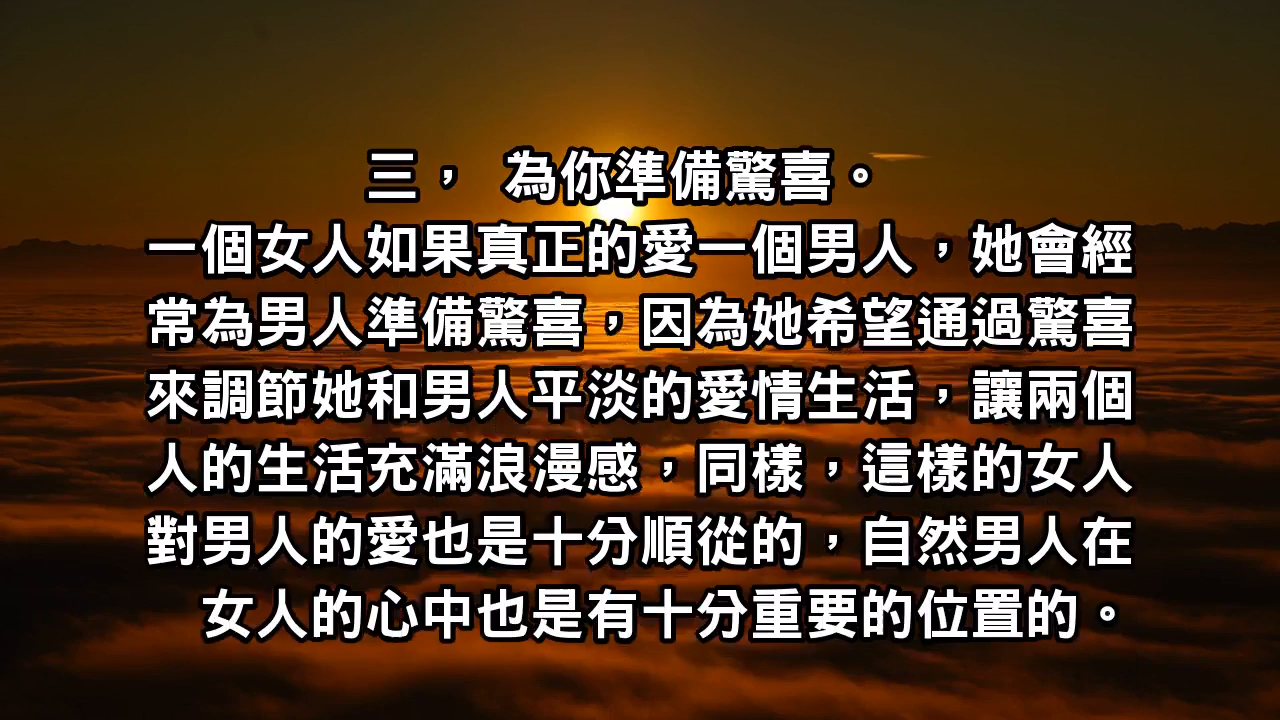 三， 為你準備驚喜。
一個女人如果真正的愛一個男人，她會經
常為男人準備驚喜，因為她希望通過驚喜
來調節她和男人平淡的愛情生活，讓兩個
人的生活充滿浪漫感，同樣，這樣的女人
對男人的愛也是十分順從的，自然男人在
女人的心中也是有十分重要的位置的。